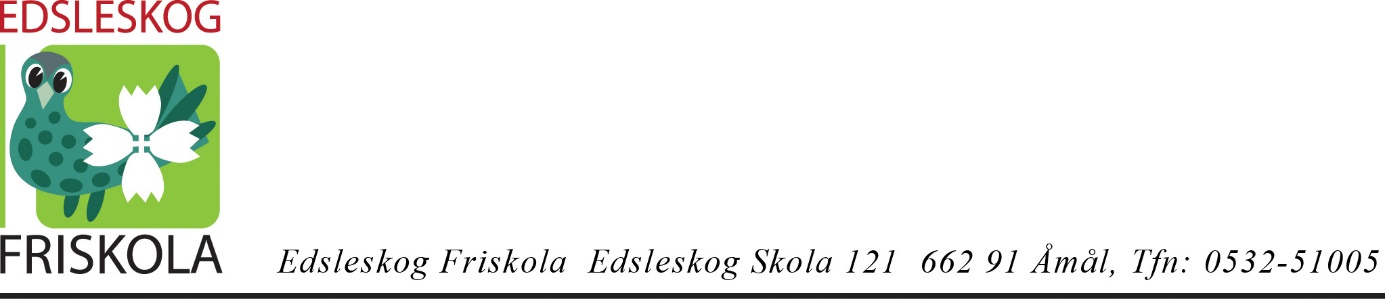 EDSLESKOG
FRISKOLA
Edsleskog Friskola  Edsleskog Skola 121  662 91 Åmål, Tfn: 0532-51005